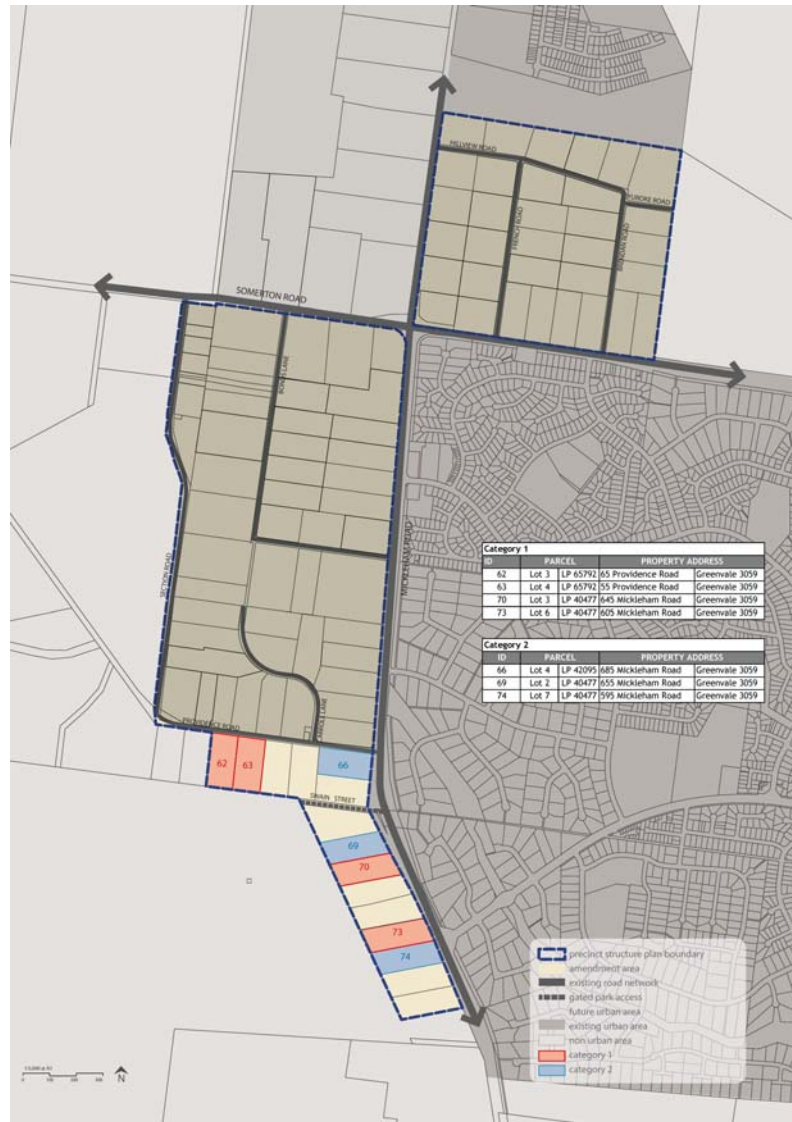 HILLVIEW ROAD
FRENCH ROAD
BRENDAN ROAD
SOMERTON ROAD
BONDS LANE
MICKLEHAM ROAD
SECTION ROAD
Category 1
ID PARCEL PROPERTY ADDRESS
62 Lot 3 LP 65792 65 Providence Road Greenvale 3059
63 Lot 4 LP 65792 55 Providence Road Greenvale 3059
70 Lot 3 LP 40477 645 Mickleham Road Greenvale 3059
73 Lot 6 LP 40477 605 Mickleham Road Greenvale 3059
Category 2
ID PARCEL PROPERTY ADDRESS
66 Lot 4 LP 42095 685 Mickleham Road Greenvale 3059
69 Lot 2 LP 40477 655 Mickleham Road Greenvale 3059
74 Lot 7 LP 40477 595 Mickleham Road Greenvale 3059
PROVIDENCE ROAD
LANE
62
63
66
SWAIN STREET
69
70
73
74
precinct structure plan boundary
amendment area
existing road network
gated park access
future urban area
existing urban area
non urban area
category 1
category 2
N